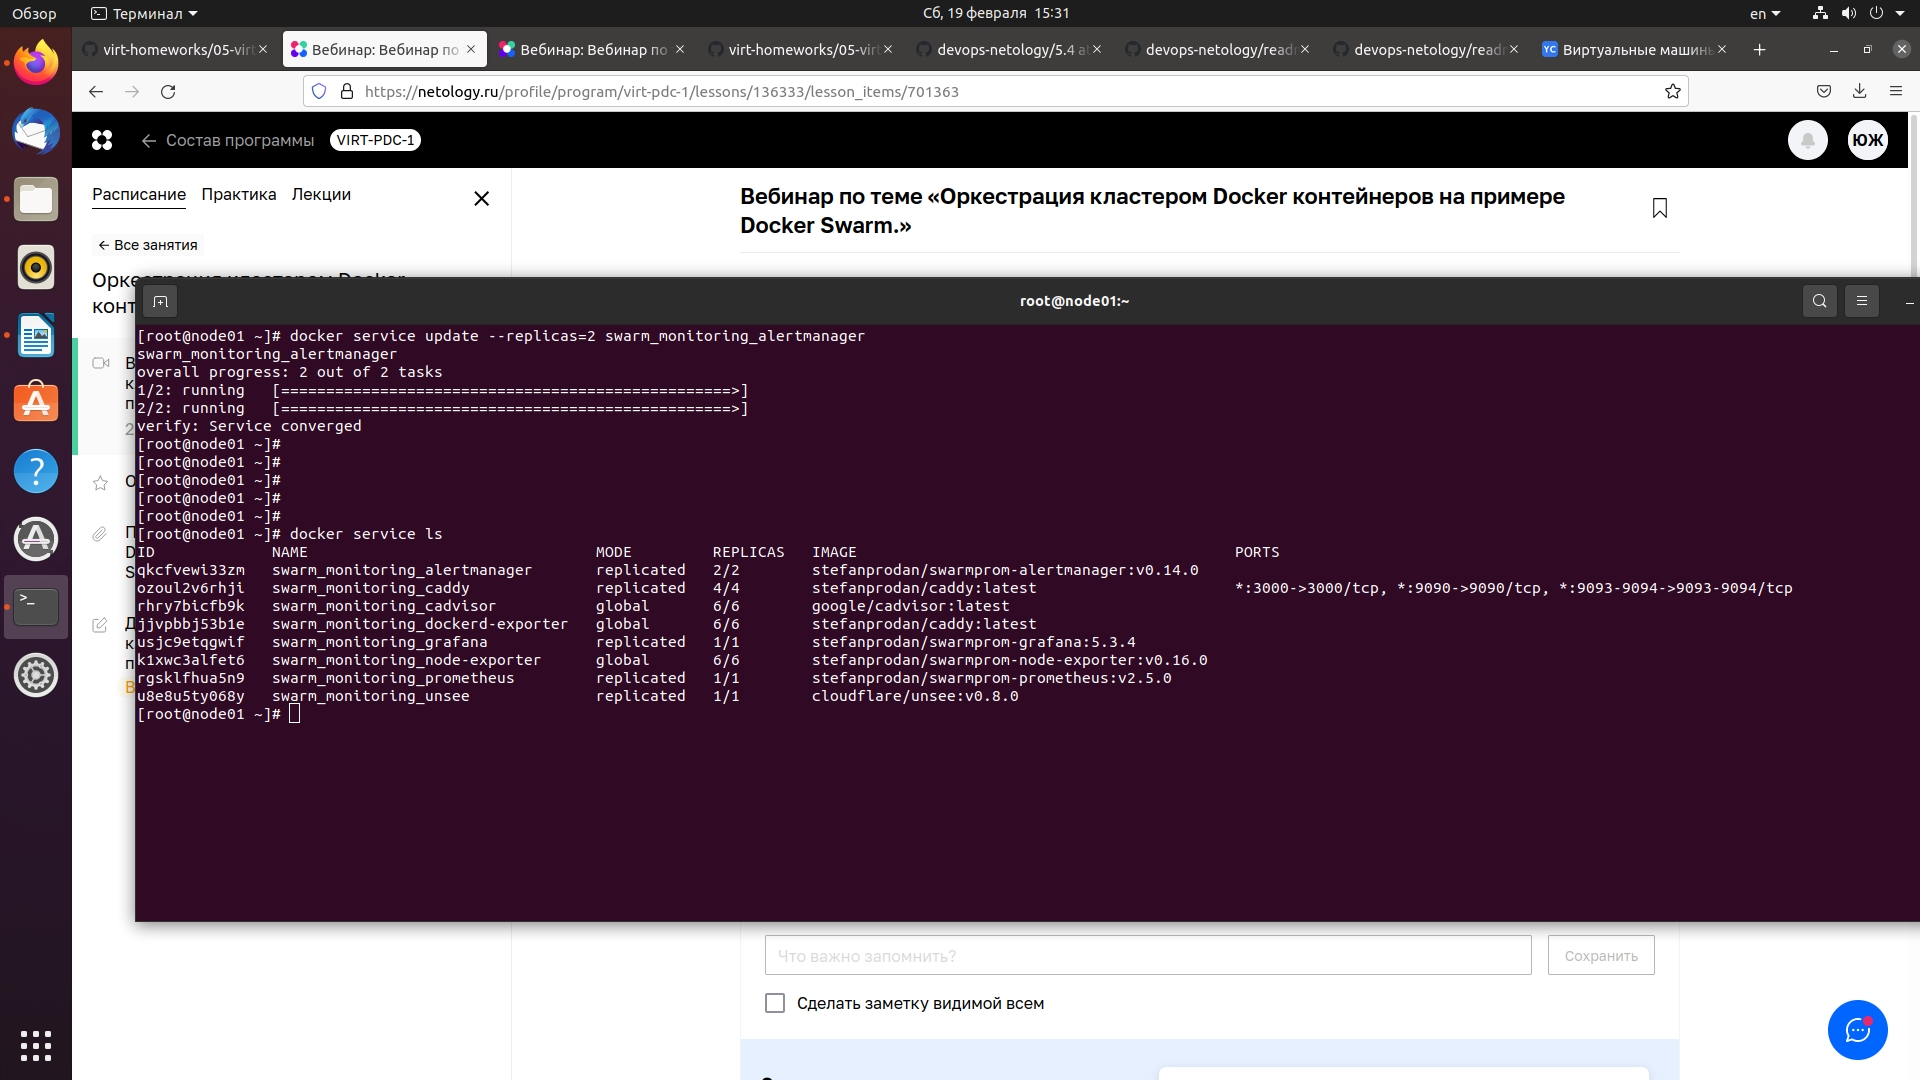 Обзор
Терминал
Сб, 19 февраля 15:31
en
virt-homeworks/05-virt
Вебинар: Вебинар по
Вебинар: Вебинар по
virt-homeworks/05-virt
devops-netology/5.4 at
devops-netology/readm
devops-netology/readm
YC Виртуальные машины
https://netology.ru/profile/program/virt-pdc-1/lessons/136333/lesson_items/701363
Состав программы
VIRT-PDC-1
ЮЖ
Расписание Практика Лекции
Все занятия
Вебинар по теме «Оркестрация кластером Docker контейнеров на примере
Docker Swarm.»
Оркестрация кластером Docker
конт
root@node01:~
[root@node01 ~]# docker service update --replicas=2 swarm_monitoring_alertmanager
swarm_monitoring_alertmanager
overall progress: 2 out of 2 tasks
1/2: running   [==================================================>]
2/2: running   [==================================================>]
verify: Service converged
[root@node01 ~]#
[root@node01 ~]#
[root@node01 ~]#
[root@node01 ~]#
[root@node01 ~]#
[root@node01 ~]# docker service ls
ID             NAME                                MODE         REPLICAS   IMAGE                                          PORTS
qkcfvewi33zm   swarm_monitoring_alertmanager       replicated   2/2        stefanprodan/swarmprom-alertmanager:v0.14.0
ozoul2v6rhji   swarm_monitoring_caddy              replicated   4/4        stefanprodan/caddy:latest                      *:3000->3000/tcp, *:9090->9090/tcp, *:9093-9094->9093-9094/tcp
rhry7bicfb9k   swarm_monitoring_cadvisor           global       6/6        google/cadvisor:latest
jjvpbbj53b1e   swarm_monitoring_dockerd-exporter   global       6/6        stefanprodan/caddy:latest
usjc9etqgwif   swarm_monitoring_grafana            replicated   1/1        stefanprodan/swarmprom-grafana:5.3.4
k1xwc3alfet6   swarm_monitoring_node-exporter      global       6/6        stefanprodan/swarmprom-node-exporter:v0.16.0
rgsklfhua5n9   swarm_monitoring_prometheus         replicated   1/1        stefanprodan/swarmprom-prometheus:v2.5.0
u8e8u5ty068y   swarm_monitoring_unsee              replicated   1/1        cloudflare/unsee:v0.8.0
[root@node01 ~]#
Что важно запомнить?
Сохранить
Сделать заметку видимой всем